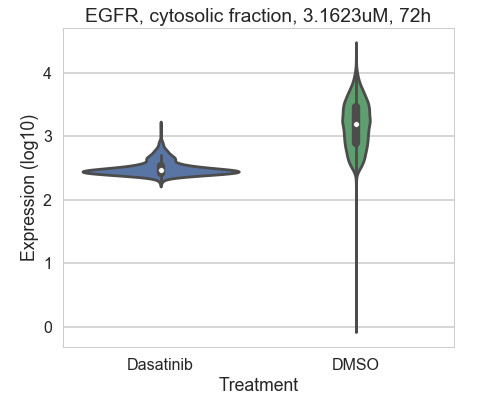 EGFR, cytosolic fraction, 3.1623uM, 72h
Expression (log10)
4
3
2
1
0
Dasatinib DMSO
Treatment